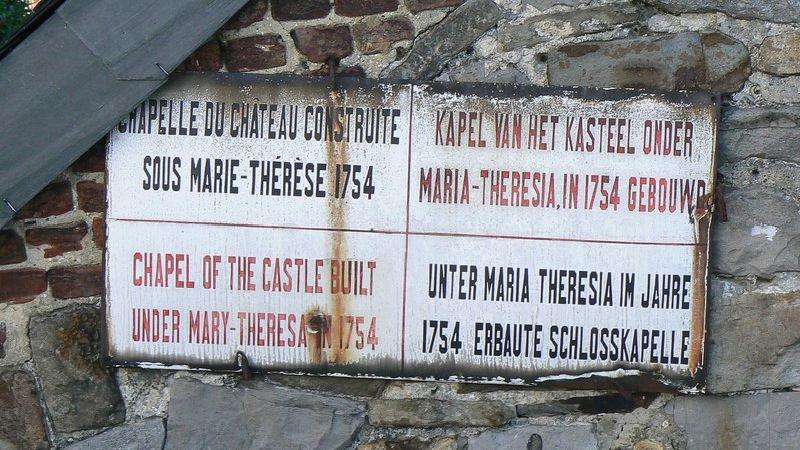 CHAPELLE DU CHÂTEAU CONSTRUITE
SOUS MARIE-THÉRÈSE 1754
KAPEL VAN HET KASTEEL ONDER
MARIA-THERESIA, IN 1754 GEBOUWD
CHAPEL OF THE CASTLE BUILT
UNDER MARY-THERESA IN 1754
UNTER MARIA THERESIA IM JAHRE
1754 ERBAUTE SCHLOSSKAPELLE